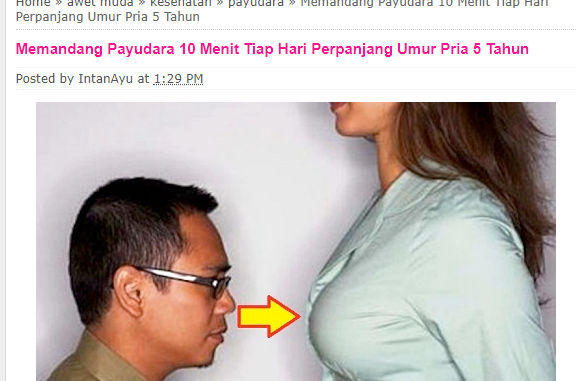 Home » awet muda » kesehatan » payudara » Memandang Payudara 10 Menit Tiap Hari
Perpanjang Umur Pria 5 Tahun
Memandang Payudara 10 Menit Tiap Hari Perpanjang Umur Pria 5 Tahun
Posted by IntanAyu at 1:29 PM